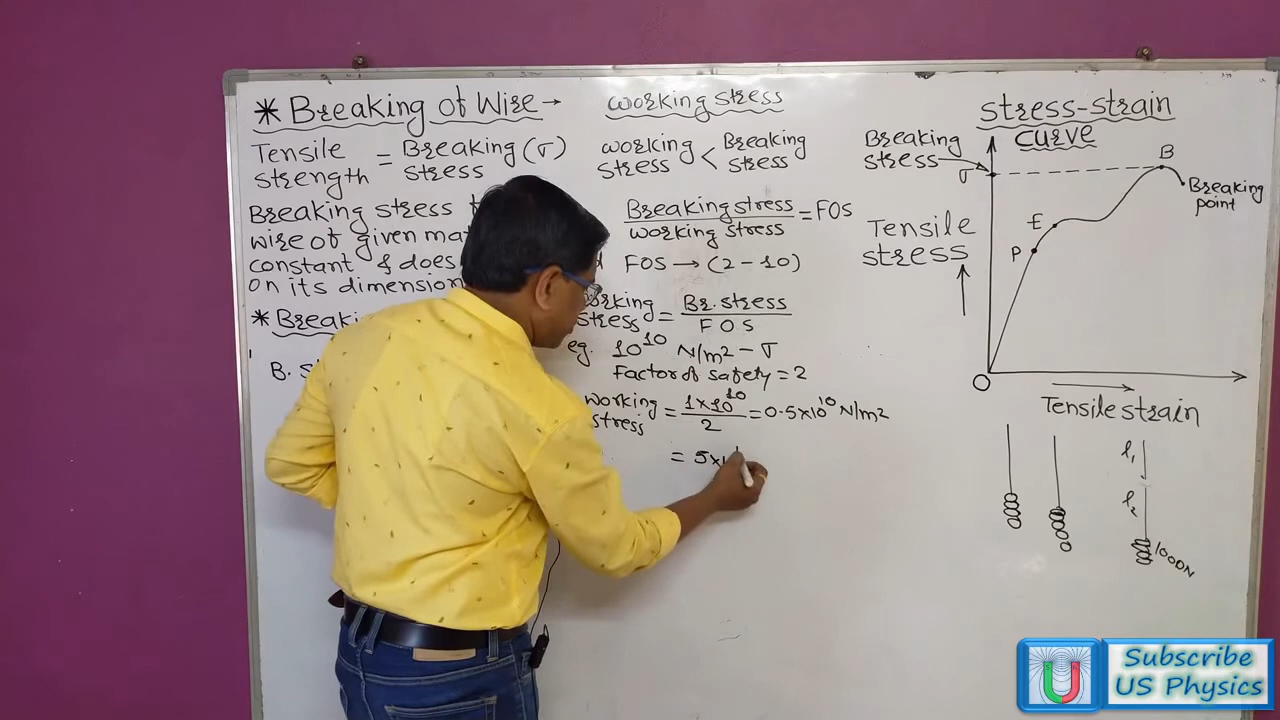 * Breaking of Wire →
Tensile strength = Breaking stress (σ)
Breaking stress
wire of given
constant & does
on its dimension
*
B.
working stress
working stress < Breaking stress
Breaking stress / working stress = FOS
FOS → (2 - 10)
working stress = Br. stress / FOS
eg. 10^10 N/m2 - σ
Factor of safety = 2
working stress = 1×10^10 / 2 = 0.5×10^10 N/m2
= 5×
stress-strain
curve
Breaking
stress
σ
B
Breaking
point
E
P
Tensile
stress
O
Tensile strain
l1
l2
1000N
Subscribe
US Physics